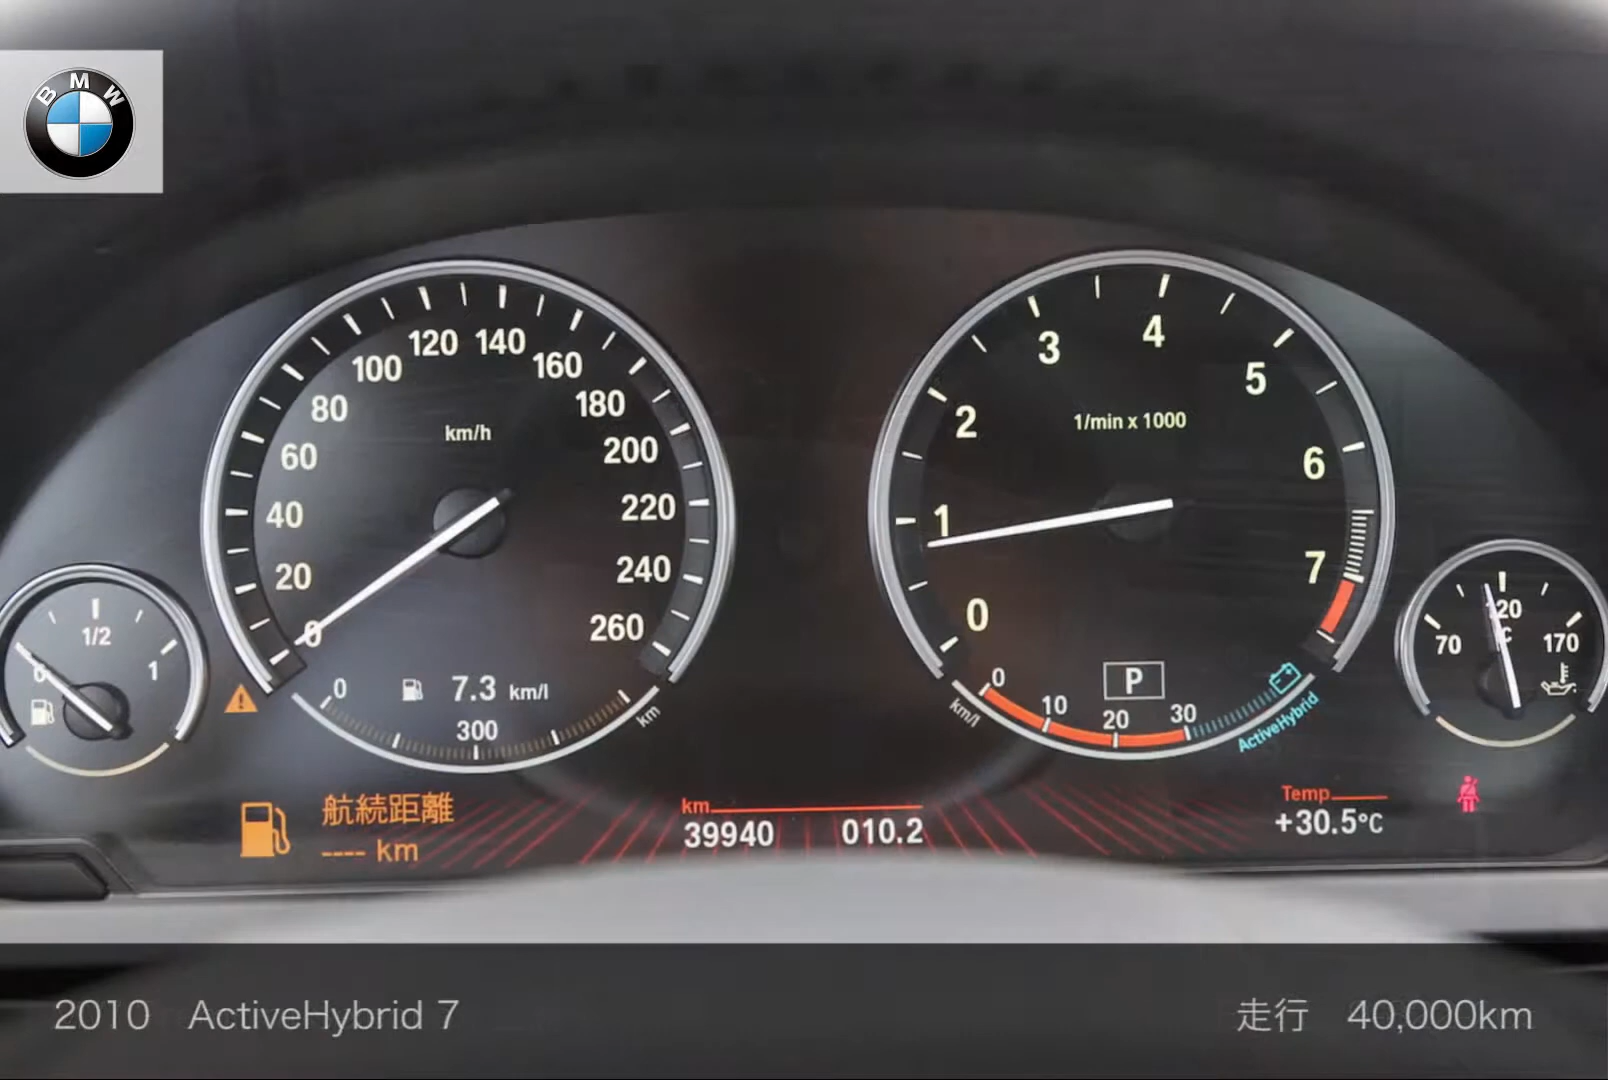 BMW
120 140
100 160
80 180
60 200
40 220
20 240
0 260
km/h
0 300 km
7.3 km/l
1/2
0 1
3 4
2 5
1 6
0 7
1/min x 1000
P
0 10 20 30
km/l
ActiveHybrid
120
70 170
°C
航続距離
---- km
km
39940 010.2
Temp
+30.5°C
2010 ActiveHybrid 7
走行 40,000km